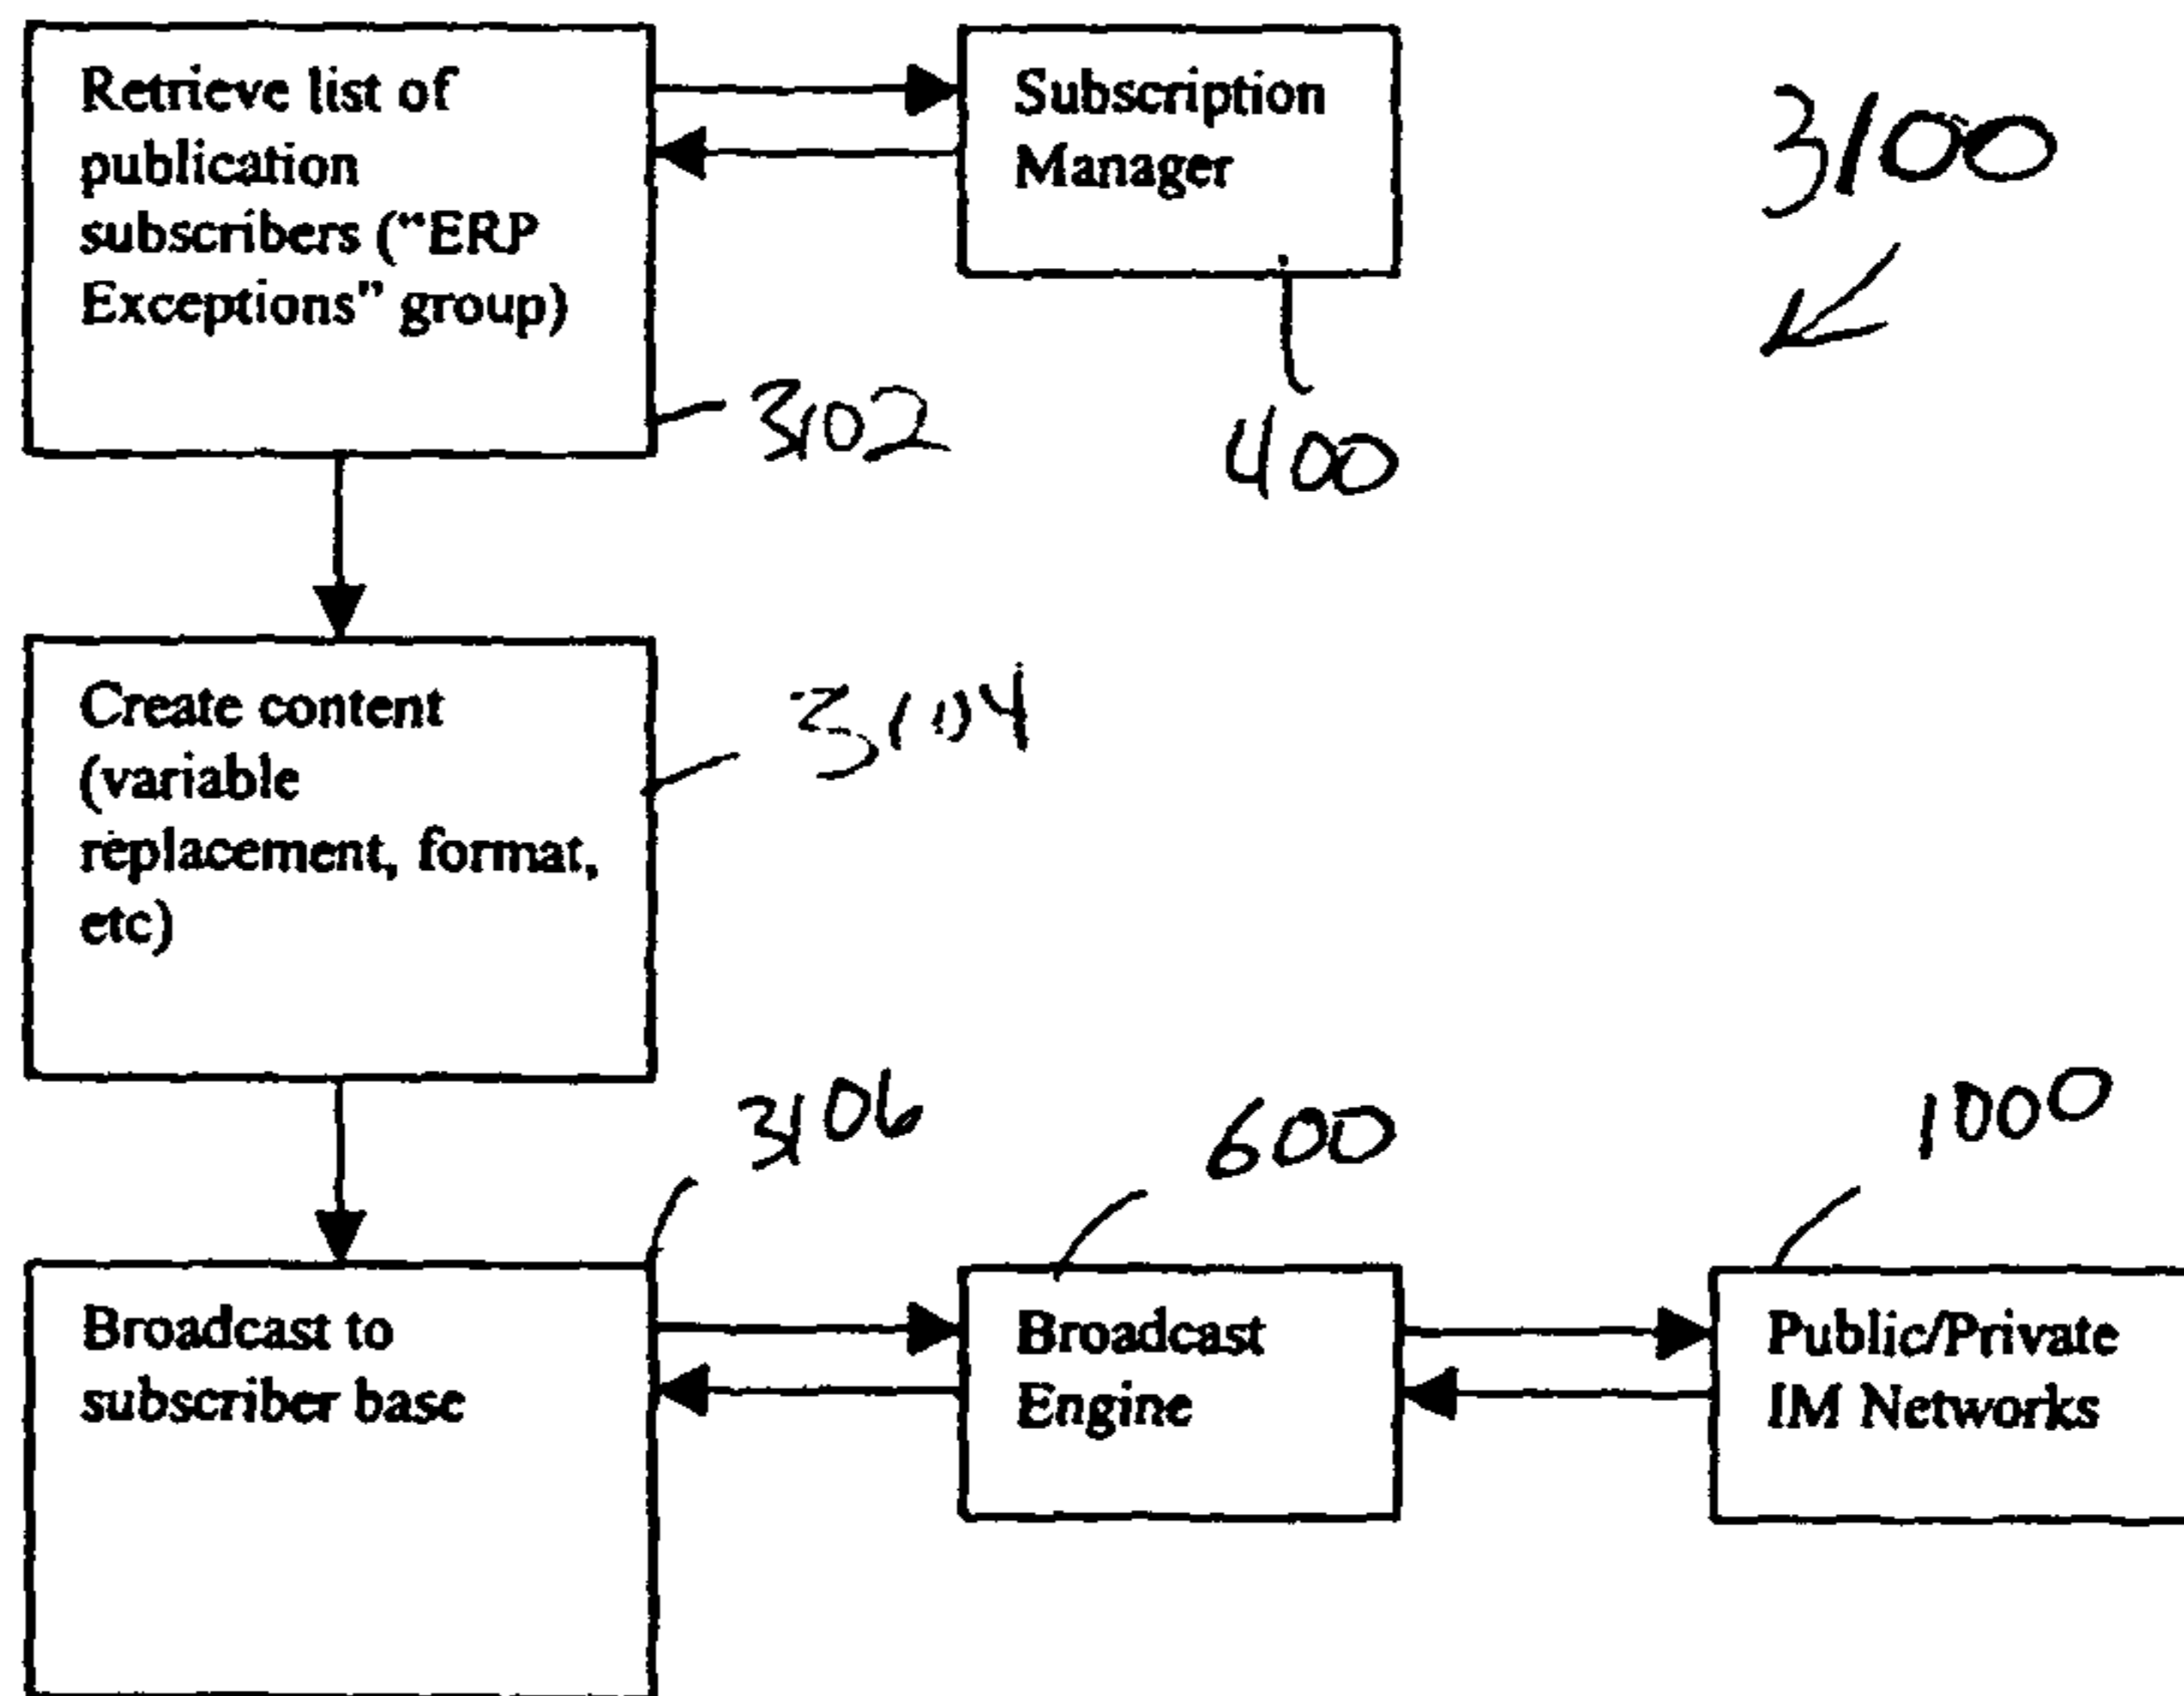 Retrieve list of
publication
subscribers ("ERP
Exceptions" group)
Subscription
Manager
3100
3102
400
Create content
(variable
replacement, format,
etc)
3104
3106
600
1000
Broadcast to
subscriber base
Broadcast
Engine
Public/Private
IM Networks